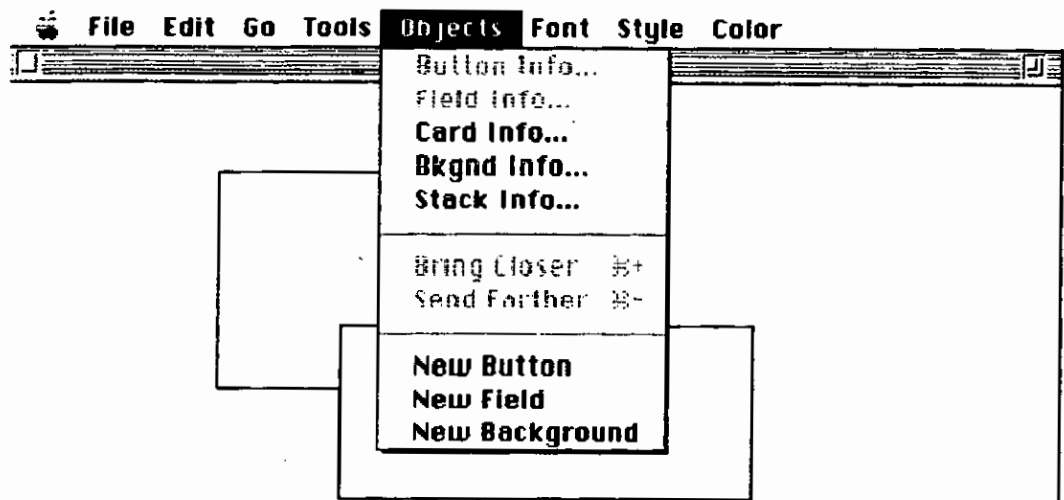 File Edit Go Tools Objects Font Style Color
Button Info...
Field Info...
Card Info...
Bkgnd Info...
Stack Info...
Bring Closer ⌘+
Send Farther ⌘-
New Button
New Field
New Background